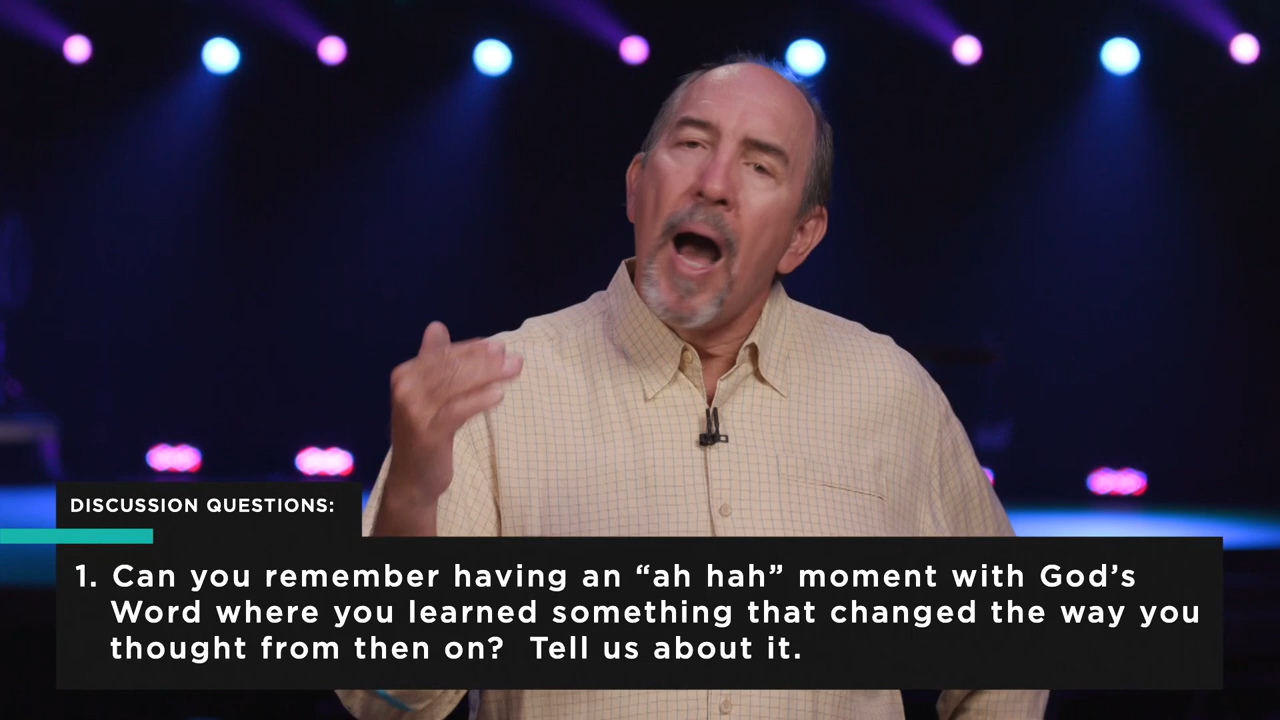 DISCUSSION QUESTIONS:
1. Can you remember having an “ah hah” moment with God’s
Word where you learned something that changed the way you
thought from then on?  Tell us about it.